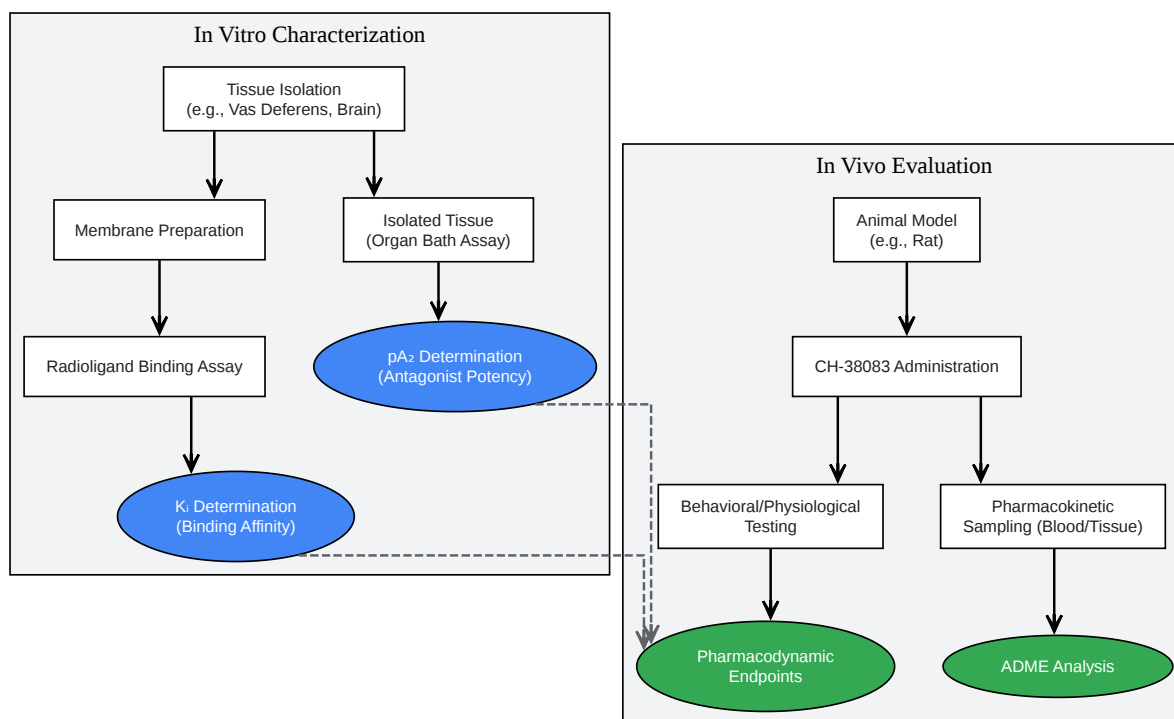 In Vitro Characterization
Tissue Isolation
(e.g., Vas Deferens, Brain)
Membrane Preparation
Isolated Tissue
(Organ Bath Assay)
Radioligand Binding Assay
pA₂ Determination
(Antagonist Potency)
Kᵢ Determination
(Binding Affinity)
In Vivo Evaluation
Animal Model
(e.g., Rat)
CH-38083 Administration
Behavioral/Physiological
Testing
Pharmacokinetic
Sampling (Blood/Tissue)
Pharmacodynamic
Endpoints
ADME Analysis